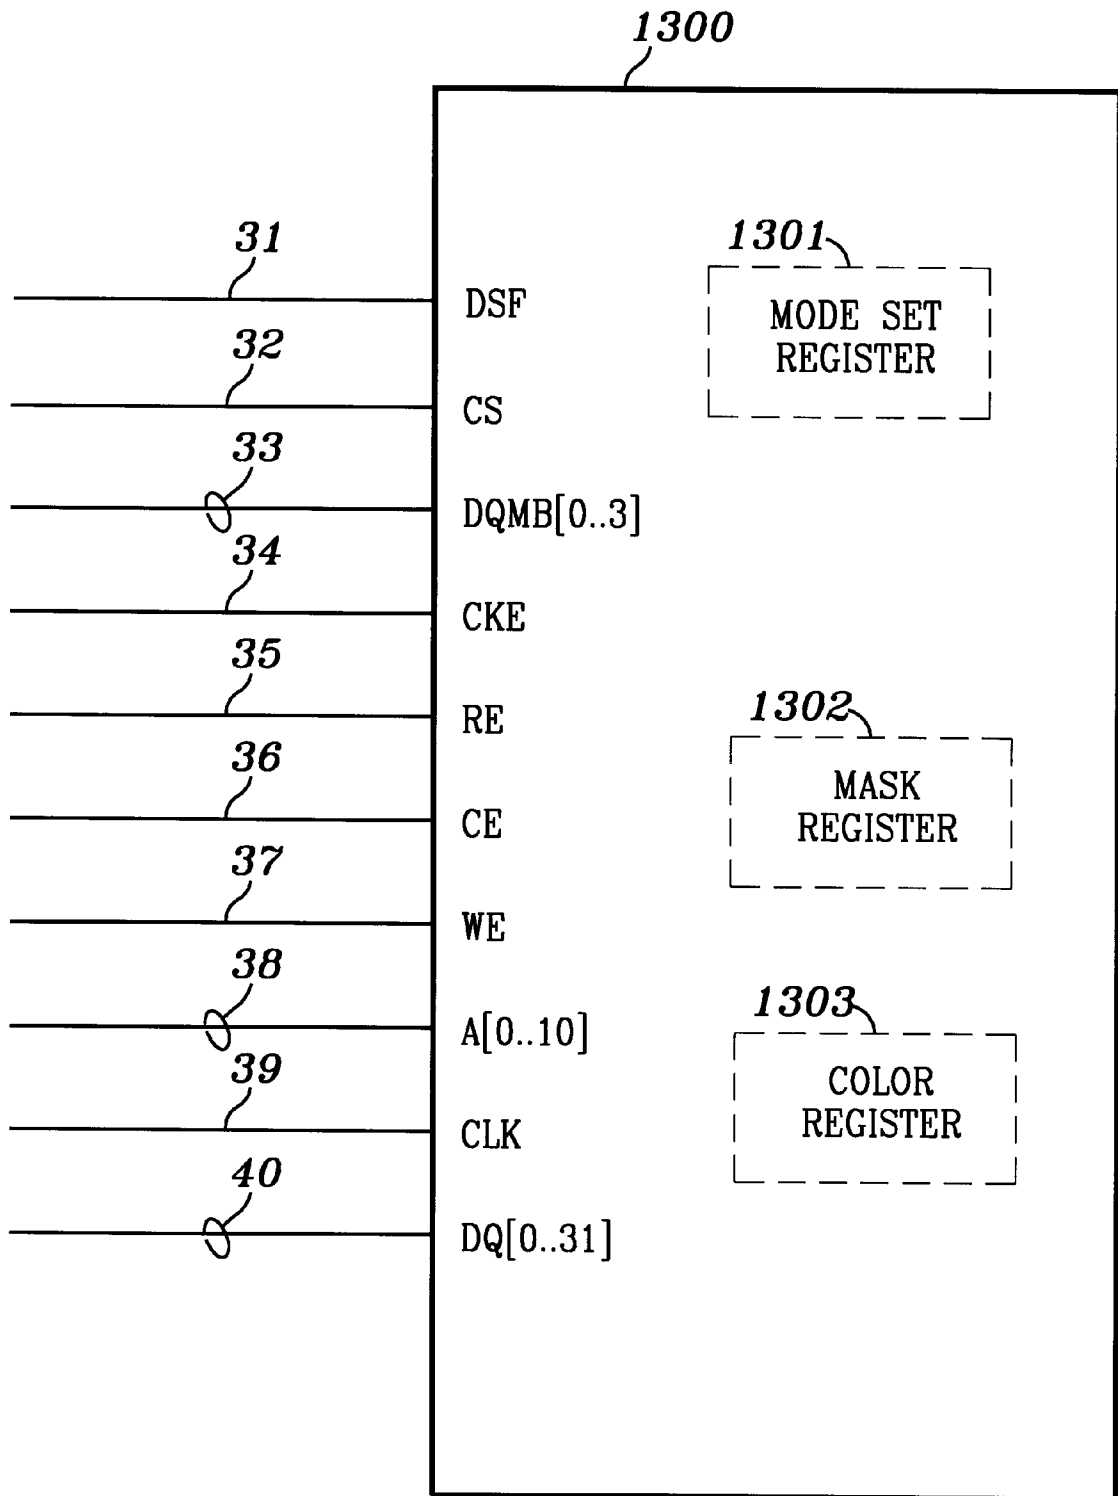 1300
31
DSF
1301
MODE SET
REGISTER
32
CS
33
DQMB[0..3]
34
CKE
35
RE
1302
MASK
REGISTER
36
CE
37
WE
38
A[0..10]
1303
COLOR
REGISTER
39
CLK
40
DQ[0..31]